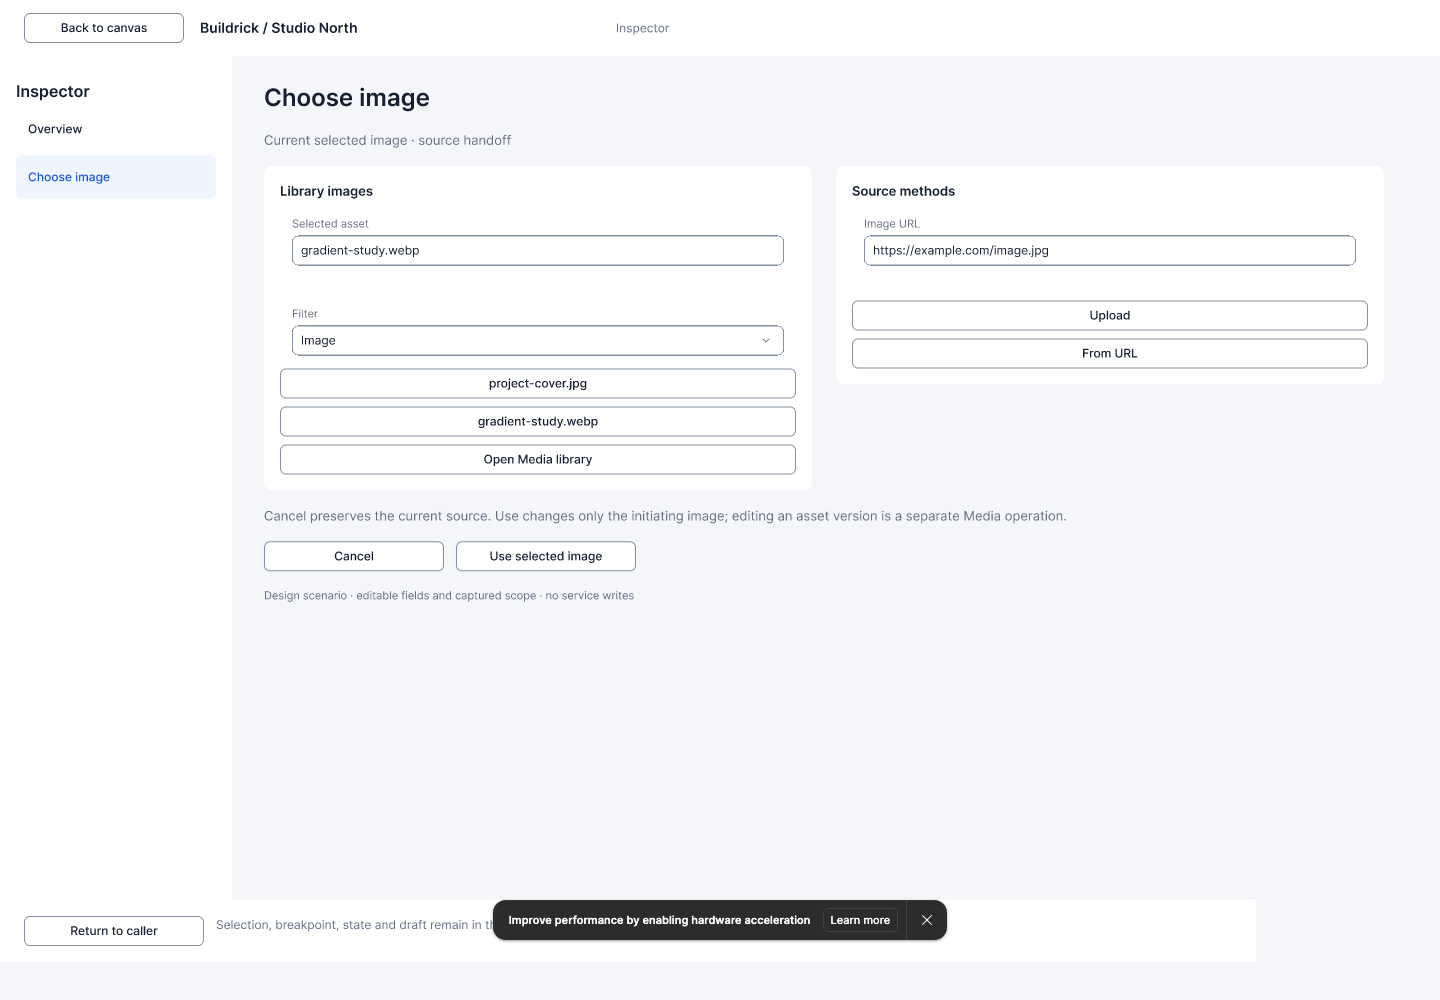 Back to canvas
Buildrick / Studio North
Inspector
Inspector
Overview
Choose image
Choose image
Current selected image · source handoff
Library images
Selected asset
gradient-study.webp
Filter
Image
project-cover.jpg
gradient-study.webp
Open Media library
Source methods
Image URL
https://example.com/image.jpg
Upload
From URL
Cancel preserves the current source. Use changes only the initiating image; editing an asset version is a separate Media operation.
Cancel
Use selected image
Design scenario · editable fields and captured scope · no service writes
Return to caller
Selection, breakpoint, state and draft remain in
Improve performance by enabling hardware acceleration
Learn more